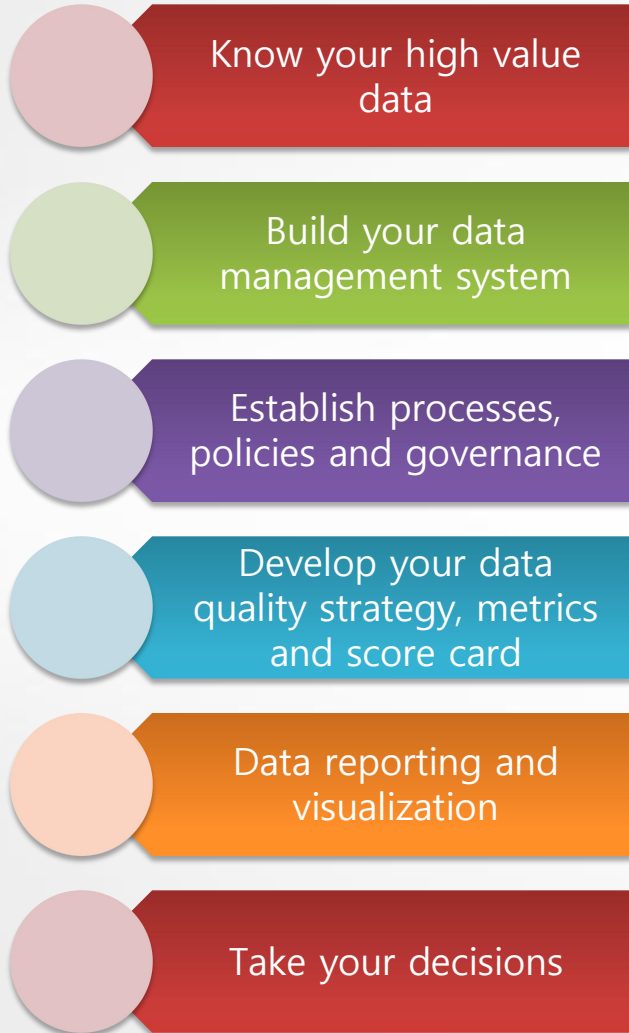 Know your high value
data
Build your data
management system
Establish processes,
policies and governance
Develop your data
quality strategy, metrics
and score card
Data reporting and
visualization
Take your decisions